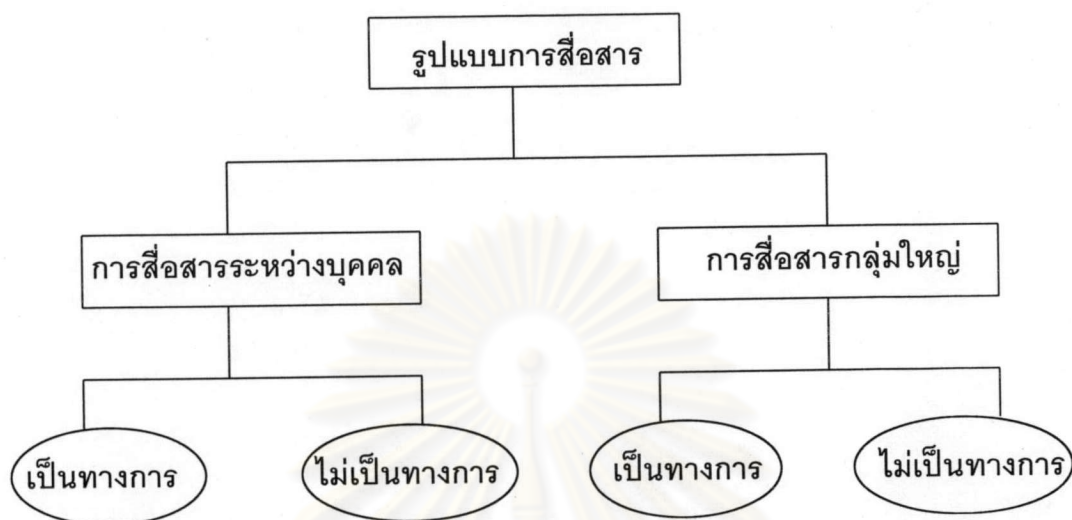 รูปแบบการสื่อสาร
การสื่อสารระหว่างบุคคล
การสื่อสารกลุ่มใหญ่
เป็นทางการ
ไม่เป็นทางการ
เป็นทางการ
ไม่เป็นทางการ